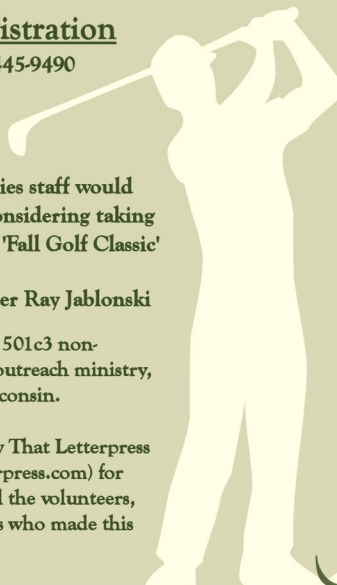 istration
445-9490
ies staff would
onsidering taking
'Fall Golf Classic'
er Ray Jablonski
501c3 non-
outreach ministry,
consin.
y That Letterpress
rpress.com) for
l the volunteers,
s who made this